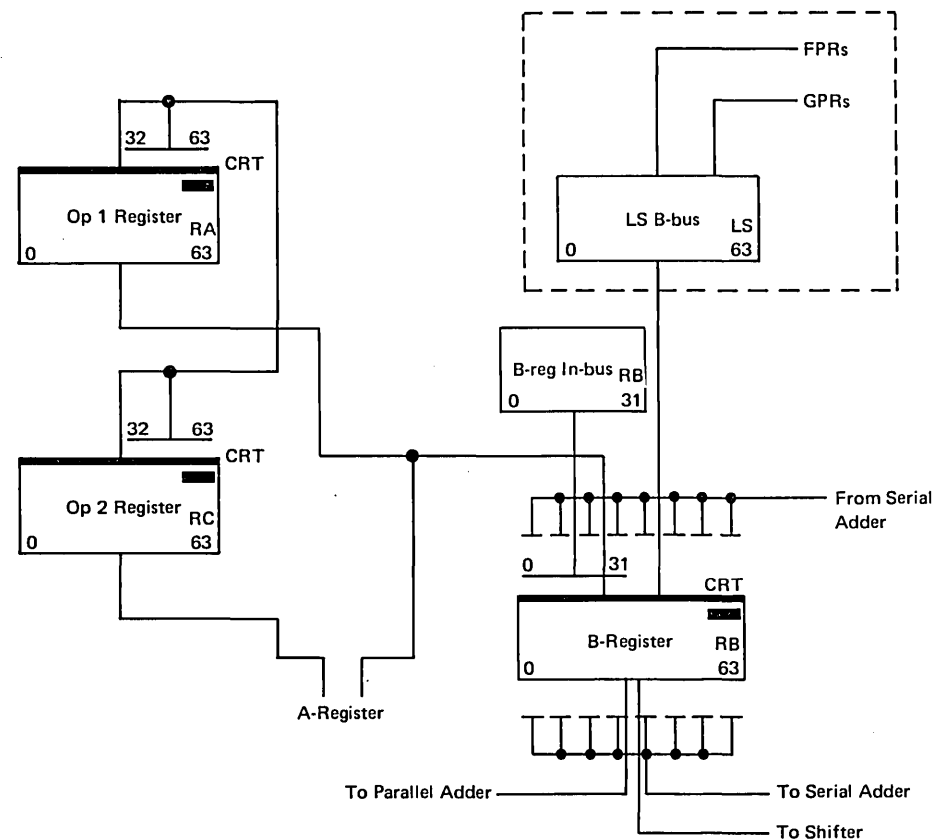 FPRs
GPRs
32 63
CRT
Op 1 Register
RA
0 63
LS B-bus
LS
0 63
B-reg In-bus RB
0 31
32 63
CRT
Op 2 Register
RC
0 63
From Serial
Adder
0 31
CRT
B-Register
RB
0 63
A-Register
To Parallel Adder
To Serial Adder
To Shifter